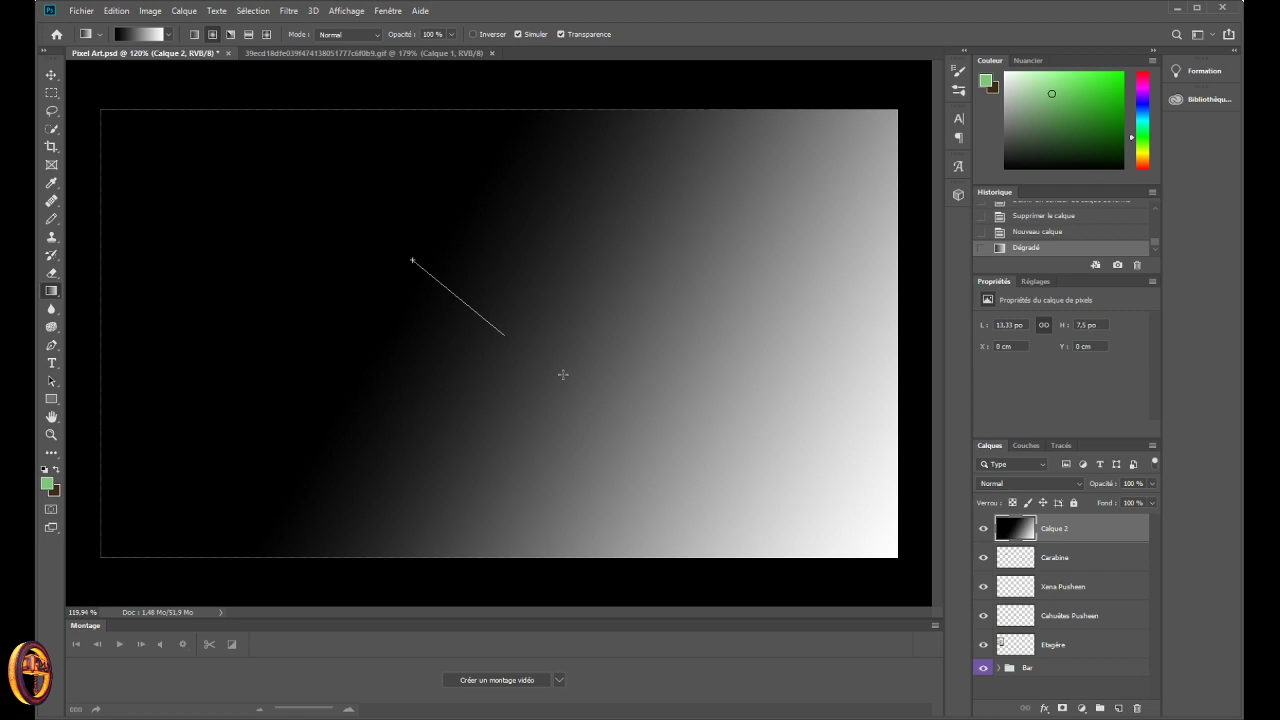 Ps Fichier Edition Image Calque Texte Sélection Filtre 3D Affichage Fenêtre Aide
Mode : Normal Opacité : 100 % Inverser Simuler Transparence
Pixel Art.psd @ 120% (Calque 2, RVB/8) * × 39ecd18dfe039f474138051777c6f0b9.gif @ 179% (Calque 1, RVB/8) ×
Couleur Nuancier
Formation
Bibliothèqu...
Historique
Supprimer le calque
Nouveau calque
Dégradé
Propriétés Réglages
Propriétés du calque de pixels
L : 13,33 po H : 7,5 po
X : 0 cm Y : 0 cm
Calques Couches Tracés
Type
Normal Opacité : 100 %
Verrou : Fond : 100 %
Calque 2
Carabine
Xena Pusheen
Cahuètes Pusheen
Etagère
Bar
119,94 % Doc : 1,48 Mo/51,9 Mo
Montage
Créer un montage vidéo